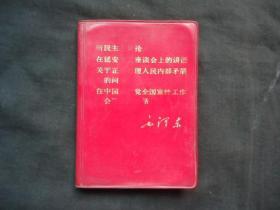 新民主 论
在延安 座谈会上的讲话
关于正 理人民内部矛盾
的问
在中国 党全国宣传工作
会 话
毛泽东